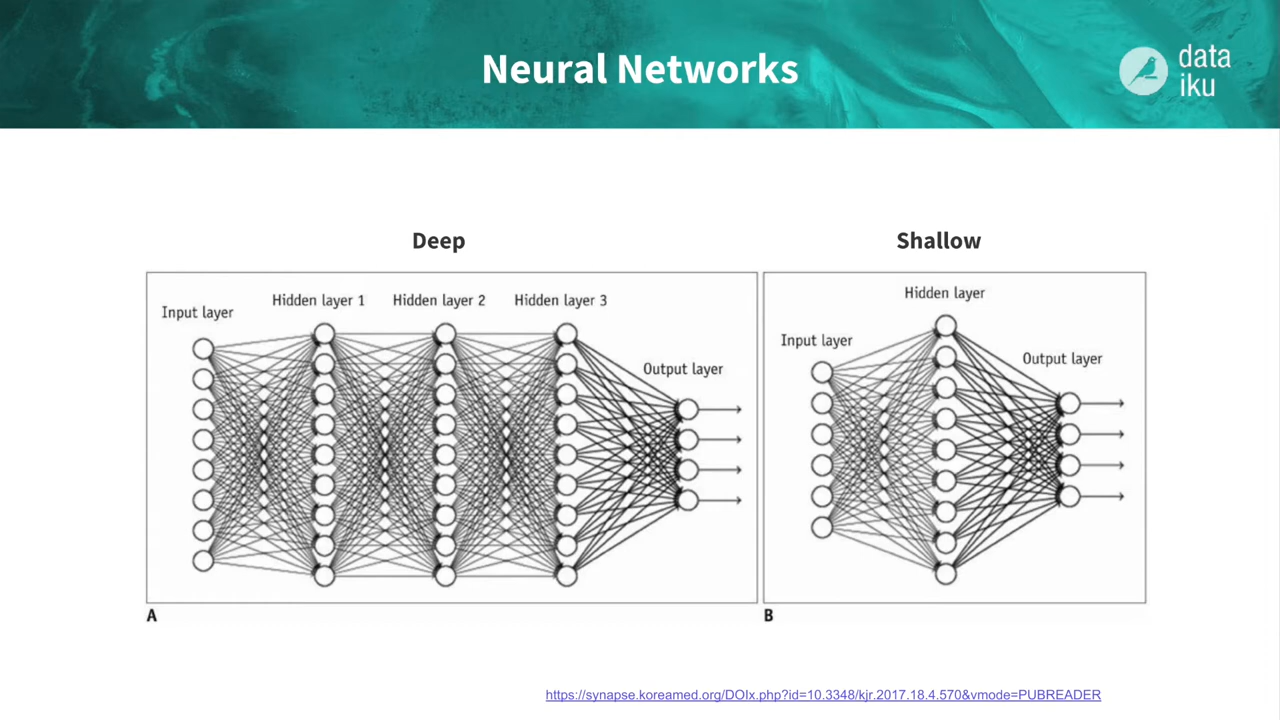 Neural Networks
data
iku
Deep
Shallow
Input layer
Hidden layer 1
Hidden layer 2
Hidden layer 3
Output layer
Input layer
Hidden layer
Output layer
A
B
https://synapse.koreamed.org/DOIx.php?id=10.3348/kjr.2017.18.4.570&vmode=PUBREADER